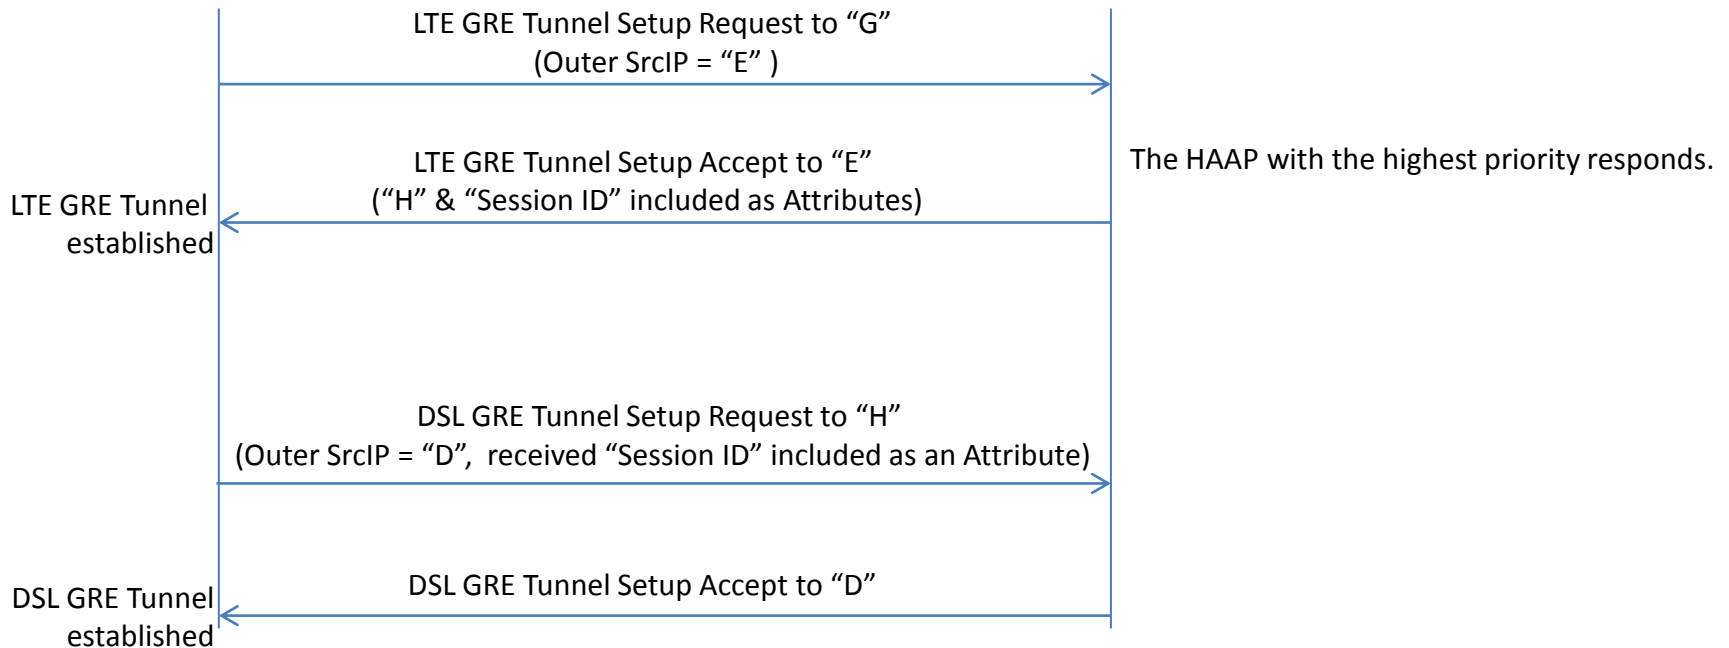 LTE GRE Tunnel Setup Request to “G”
(Outer SrcIP = “E” )
LTE GRE Tunnel Setup Accept to “E”
(“H” & “Session ID” included as Attributes)
The HAAP with the highest priority responds.
LTE GRE Tunnel
established
DSL GRE Tunnel Setup Request to “H”
(Outer SrcIP = “D”, received “Session ID” included as an Attribute)
DSL GRE Tunnel Setup Accept to “D”
DSL GRE Tunnel
established